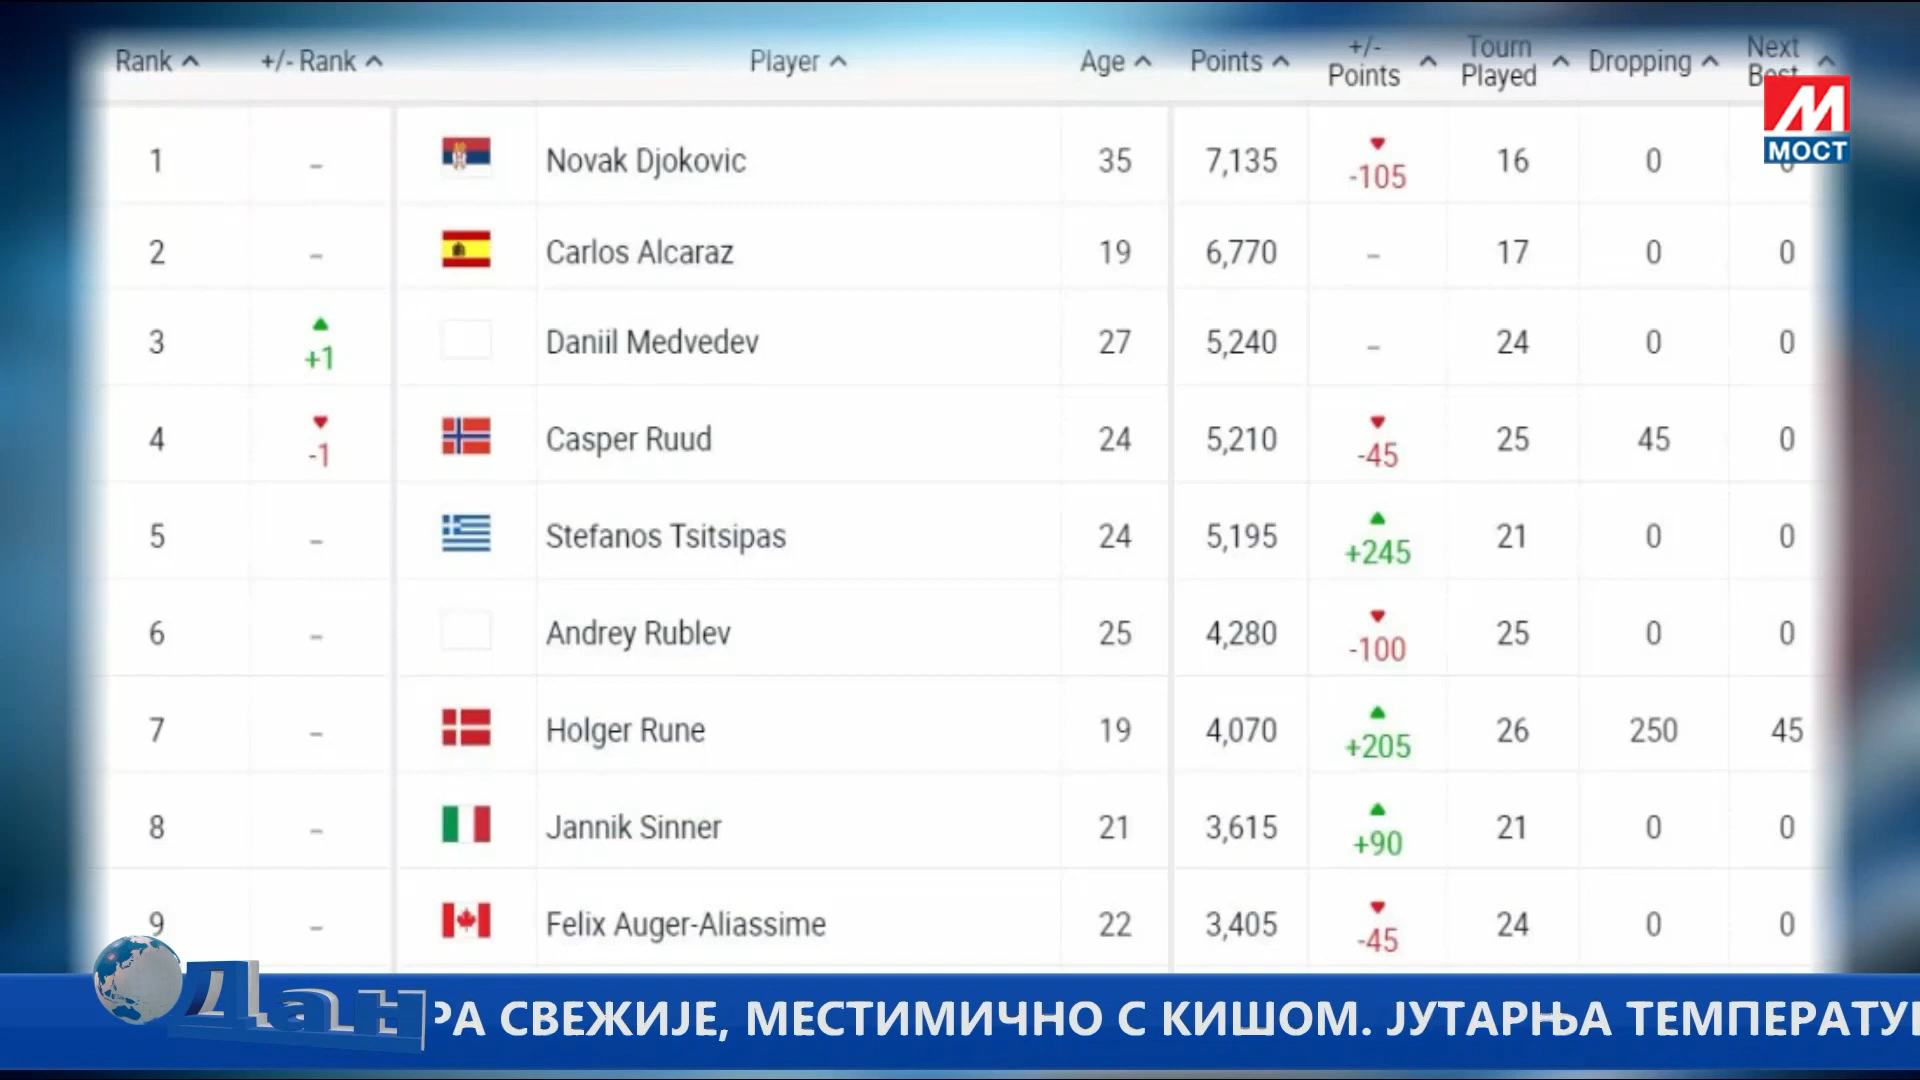 Rank +/- Rank Player Age Points +/- Points Tourn Played Dropping Next Best
1 – Novak Djokovic 35 7,135 -105 16 0
2 – Carlos Alcaraz 19 6,770 – 17 0 0
3 +1 Daniil Medvedev 27 5,240 – 24 0 0
4 -1 Casper Ruud 24 5,210 -45 25 45 0
5 – Stefanos Tsitsipas 24 5,195 +245 21 0 0
6 – Andrey Rublev 25 4,280 -100 25 0 0
7 – Holger Rune 19 4,070 +205 26 250 45
8 – Jannik Sinner 21 3,615 +90 21 0 0
9 – Felix Auger-Aliassime 22 3,405 -45 24 0 0
М
МОСТ
Дан
РА СВЕЖИЈЕ, МЕСТИМИЧНО С КИШОМ. ЈУТАРЊА ТЕМПЕРАТУ